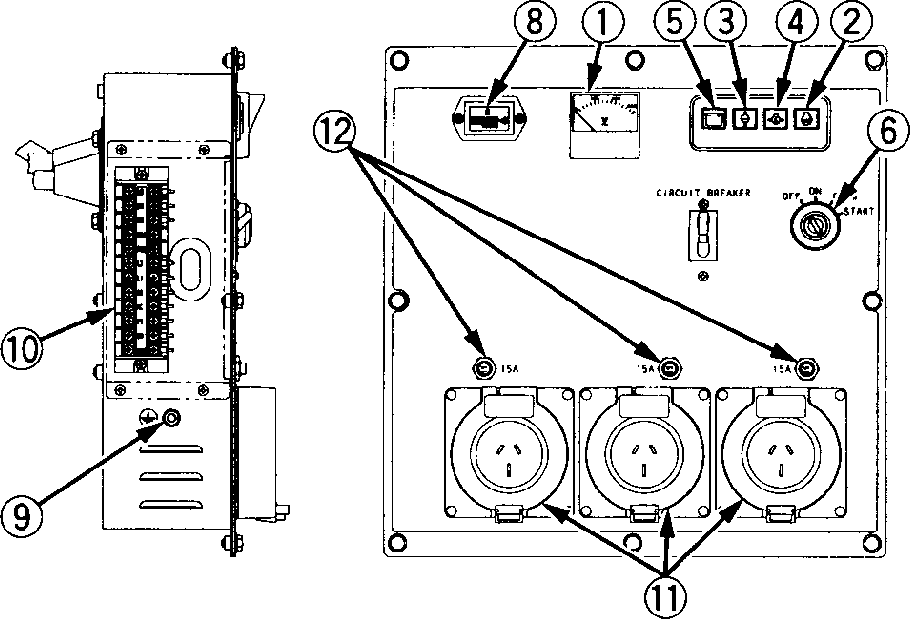 8 1 5 3 4 2
12
6
V
CIRCUIT BREAKER
OFF ON START
10
15A 15A 15A
9
11